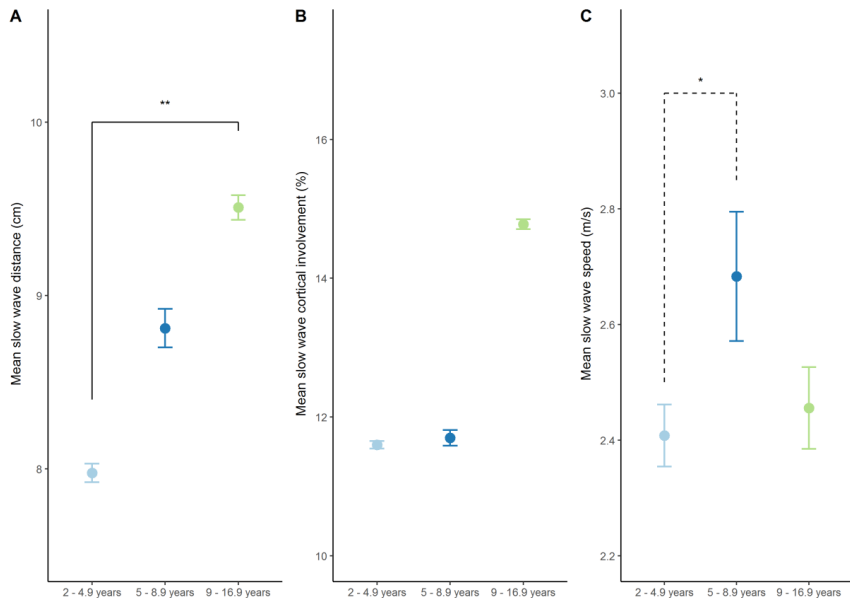 A
Mean slow wave distance (cm)
10
9
8
**
2 - 4.9 years
5 - 8.9 years
9 - 16.9 years
B
Mean slow wave cortical involvement (%)
16
14
12
10
2 - 4.9 years
5 - 8.9 years
9 - 16.9 years
C
Mean slow wave speed (m/s)
3.0
2.8
2.6
2.4
2.2
*
2 - 4.9 years
5 - 8.9 years
9 - 16.9 years